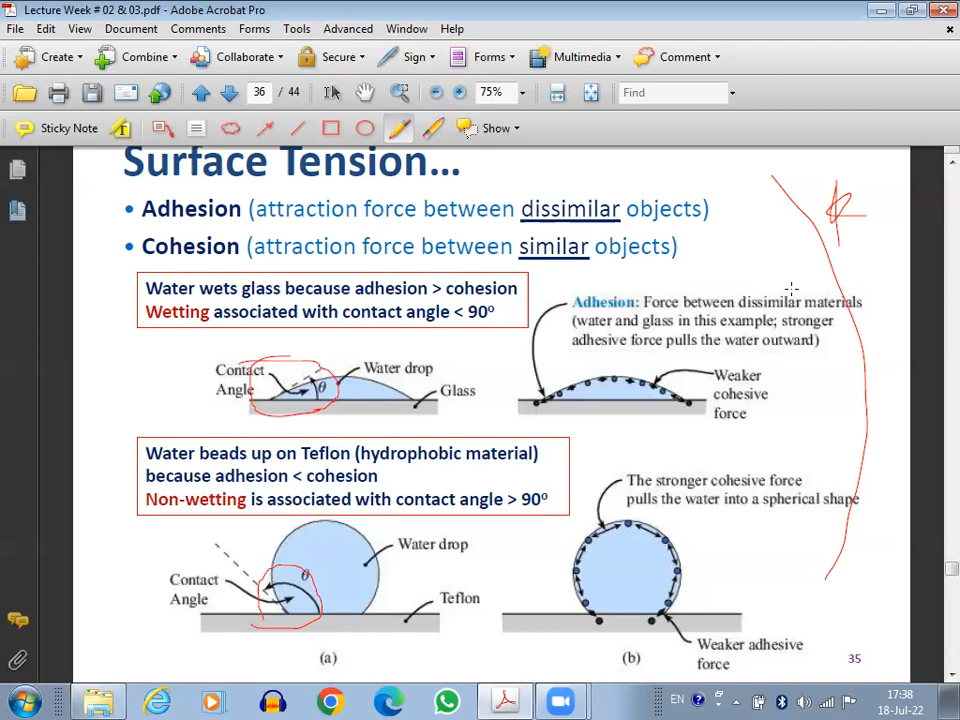 Lecture Week # 02 & 03.pdf - Adobe Acrobat Pro
File Edit View Document Comments Forms Tools Advanced Window Help
Create Combine Collaborate Secure Sign Forms Multimedia Comment
36 / 44 75% Find
Sticky Note Show
Surface Tension...
• Adhesion (attraction force between dissimilar objects)
• Cohesion (attraction force between similar objects)
Water wets glass because adhesion > cohesion
Wetting associated with contact angle < 90º
Adhesion: Force between dissimilar materials
(water and glass in this example; stronger
adhesive force pulls the water outward)
Contact
Angle
θ
Water drop
Glass
Weaker
cohesive
force
Water beads up on Teflon (hydrophobic material)
because adhesion < cohesion
Non-wetting is associated with contact angle > 90º
The stronger cohesive force
pulls the water into a spherical shape
Contact
Angle
θ
Water drop
Teflon
Weaker adhesive
force
(a)
(b)
35
EN
17:38
18-Jul-22